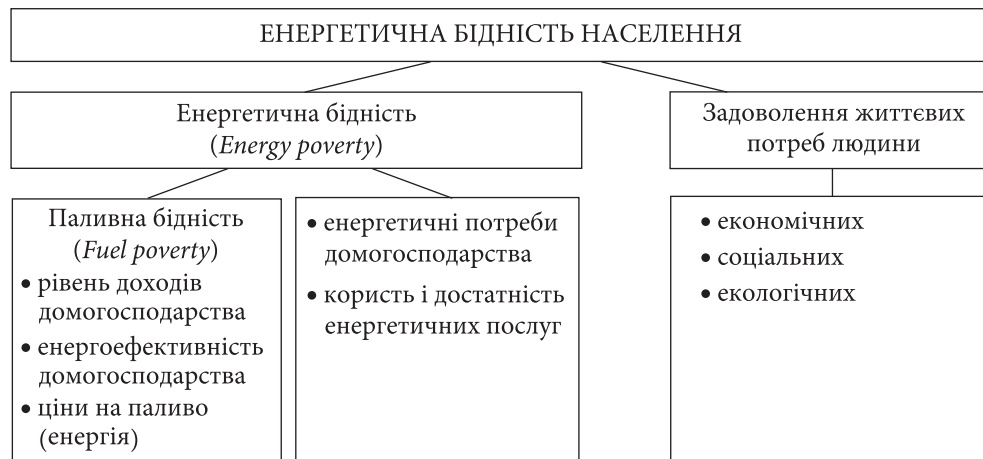 ЕНЕРГЕТИЧНА БІДНІСТЬ НАСЕЛЕННЯ
Енергетична бідність
(Energy poverty)
Задоволення життєвих
потреб людини
Паливна бідність
(Fuel poverty)
• рівень доходів
домогосподарства
• енергоефективність
домогосподарства
• ціни на паливо
(енергія)
• енергетичні потреби
домогосподарства
• користь і достатність
енергетичних послуг
• економічних
• соціальних
• екологічних